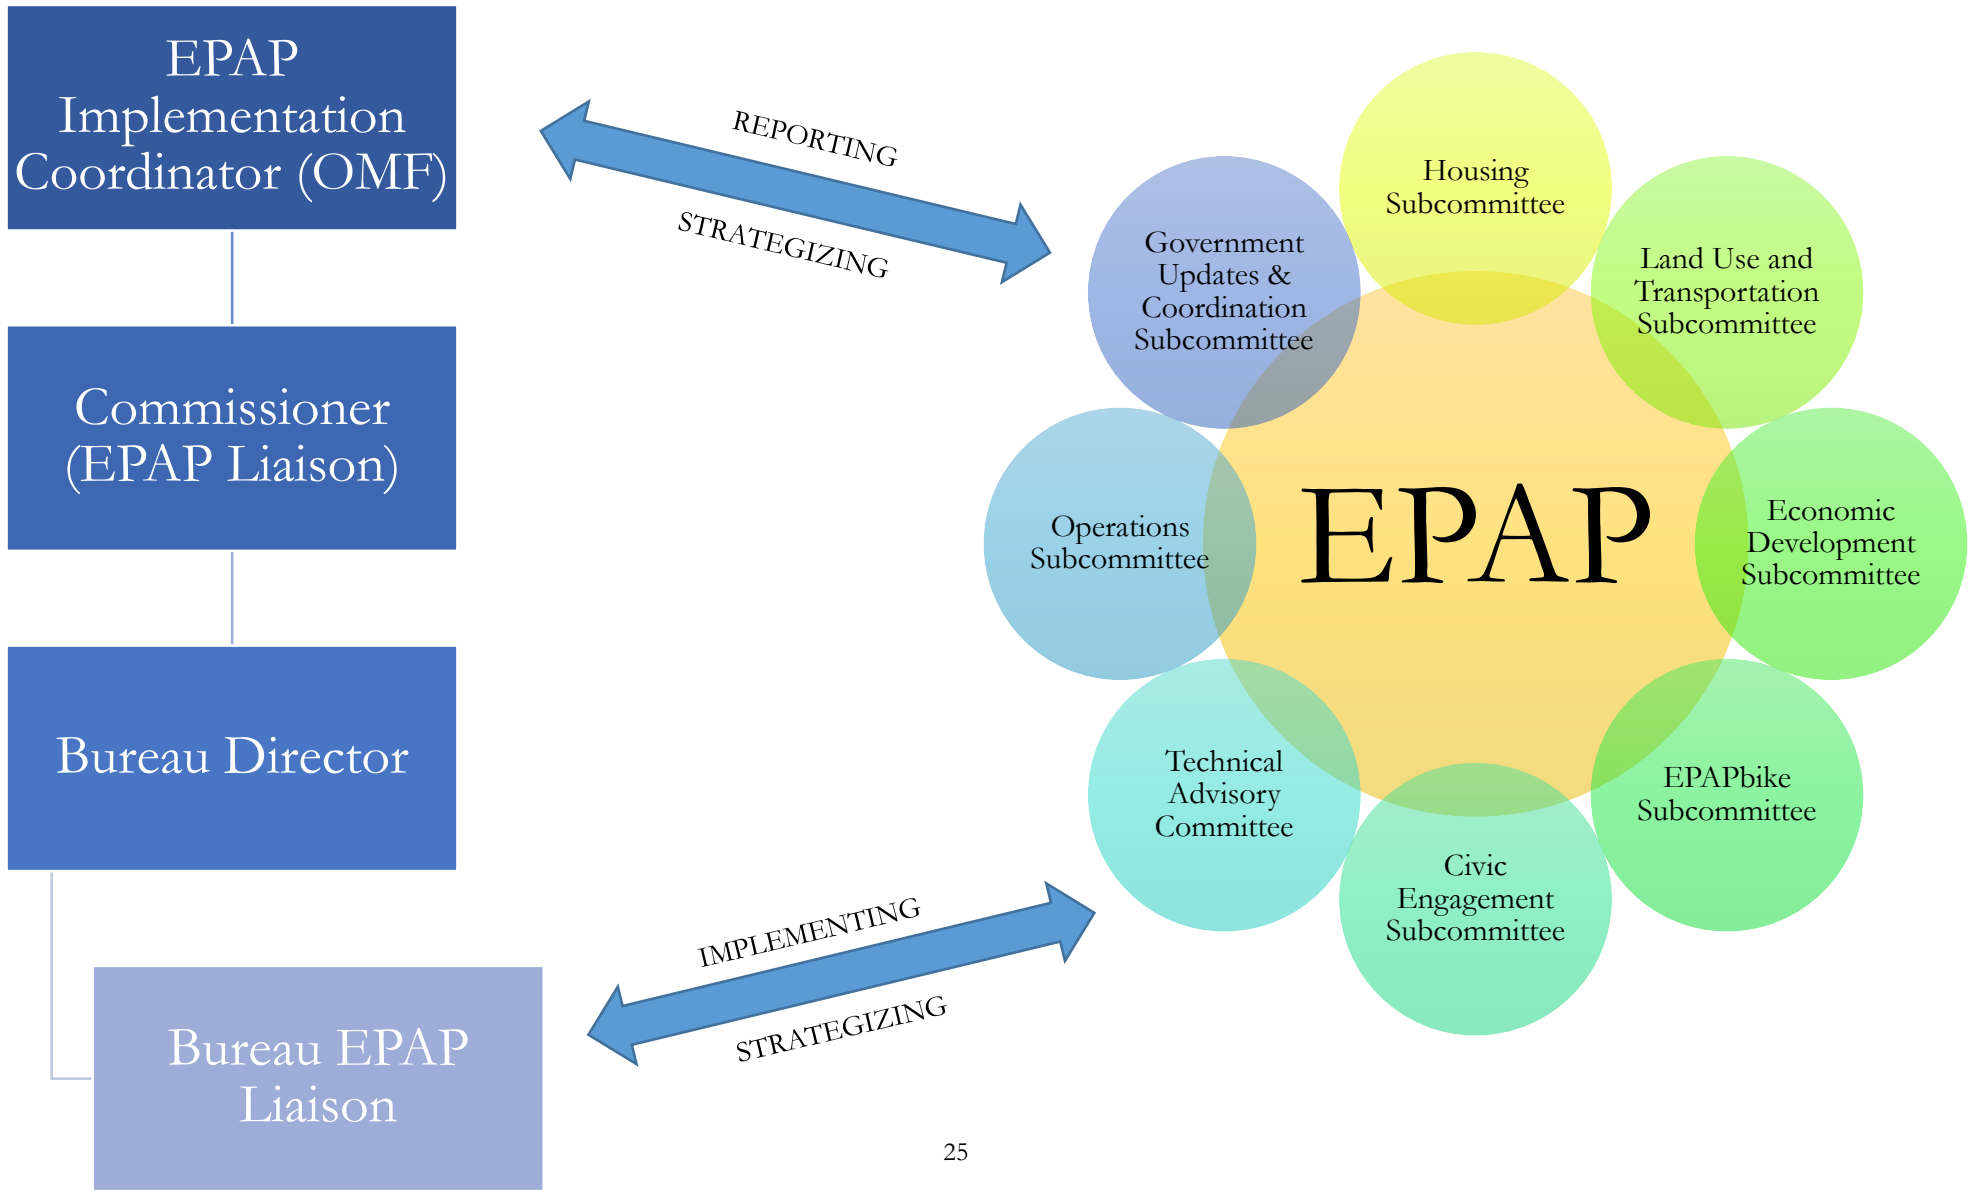 EPAP
Implementation
Coordinator (OMF)
Commissioner
(EPAP Liaison)
Bureau Director
Bureau EPAP
Liaison
REPORTING
STRATEGIZING
IMPLEMENTING
STRATEGIZING
Housing
Subcommittee
Land Use and
Transportation
Subcommittee
Economic
Development
Subcommittee
EPAPbike
Subcommittee
Civic
Engagement
Subcommittee
Technical
Advisory
Committee
Operations
Subcommittee
Government
Updates &
Coordination
Subcommittee
EPAP
25